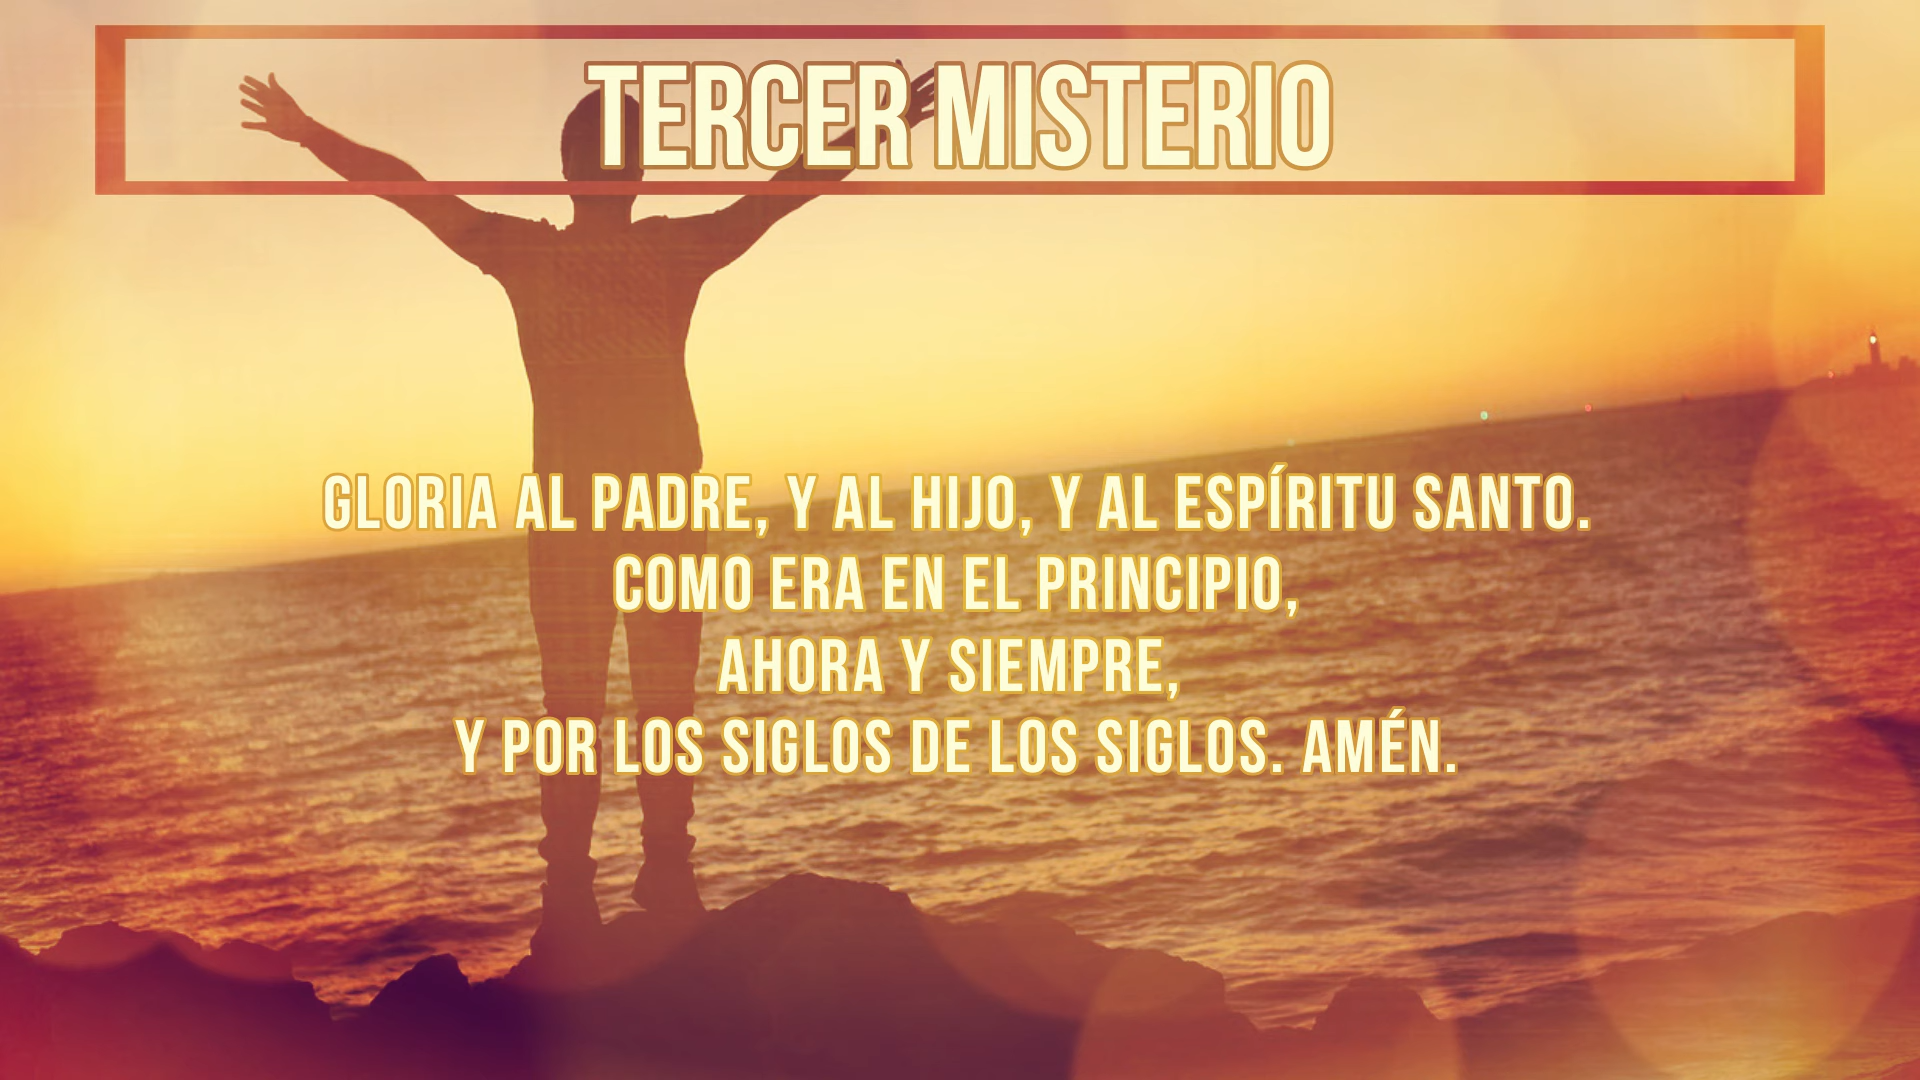 TERCER MISTERIO
GLORIA AL PADRE, Y AL HIJO, Y AL ESPÍRITU SANTO.
COMO ERA EN EL PRINCIPIO,
AHORA Y SIEMPRE,
Y POR LOS SIGLOS DE LOS SIGLOS. AMÉN.